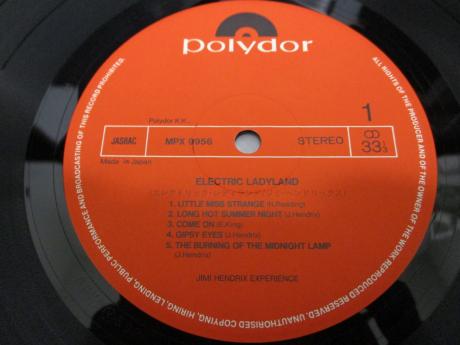 polydor
ALL RIGHTS OF THE PRODUCER AND OF THE OWNER OF THE WORK REPRODUCED RESERVED. UNAUTHORISED COPYING, HIRING, LENDING, PUBLIC PERFORMANCE AND BROADCASTING OF THIS RECORD PROHIBITED.
Polydor K.K.
1
JASRAC
MPX 9956
STEREO
33⅓
Made in Japan
ELECTRIC LADYLAND
1. LITTLE MISS STRANGE (N.Reading)
2. LONG HOT SUMMER NIGHT (J.Hendrix)
3. COME ON (E.King)
4. GIPSY EYES (J.Hendrix)
5. THE BURNING OF THE MIDNIGHT LAMP
(J.Hendrix)
JIMI HENDRIX EXPERIENCE